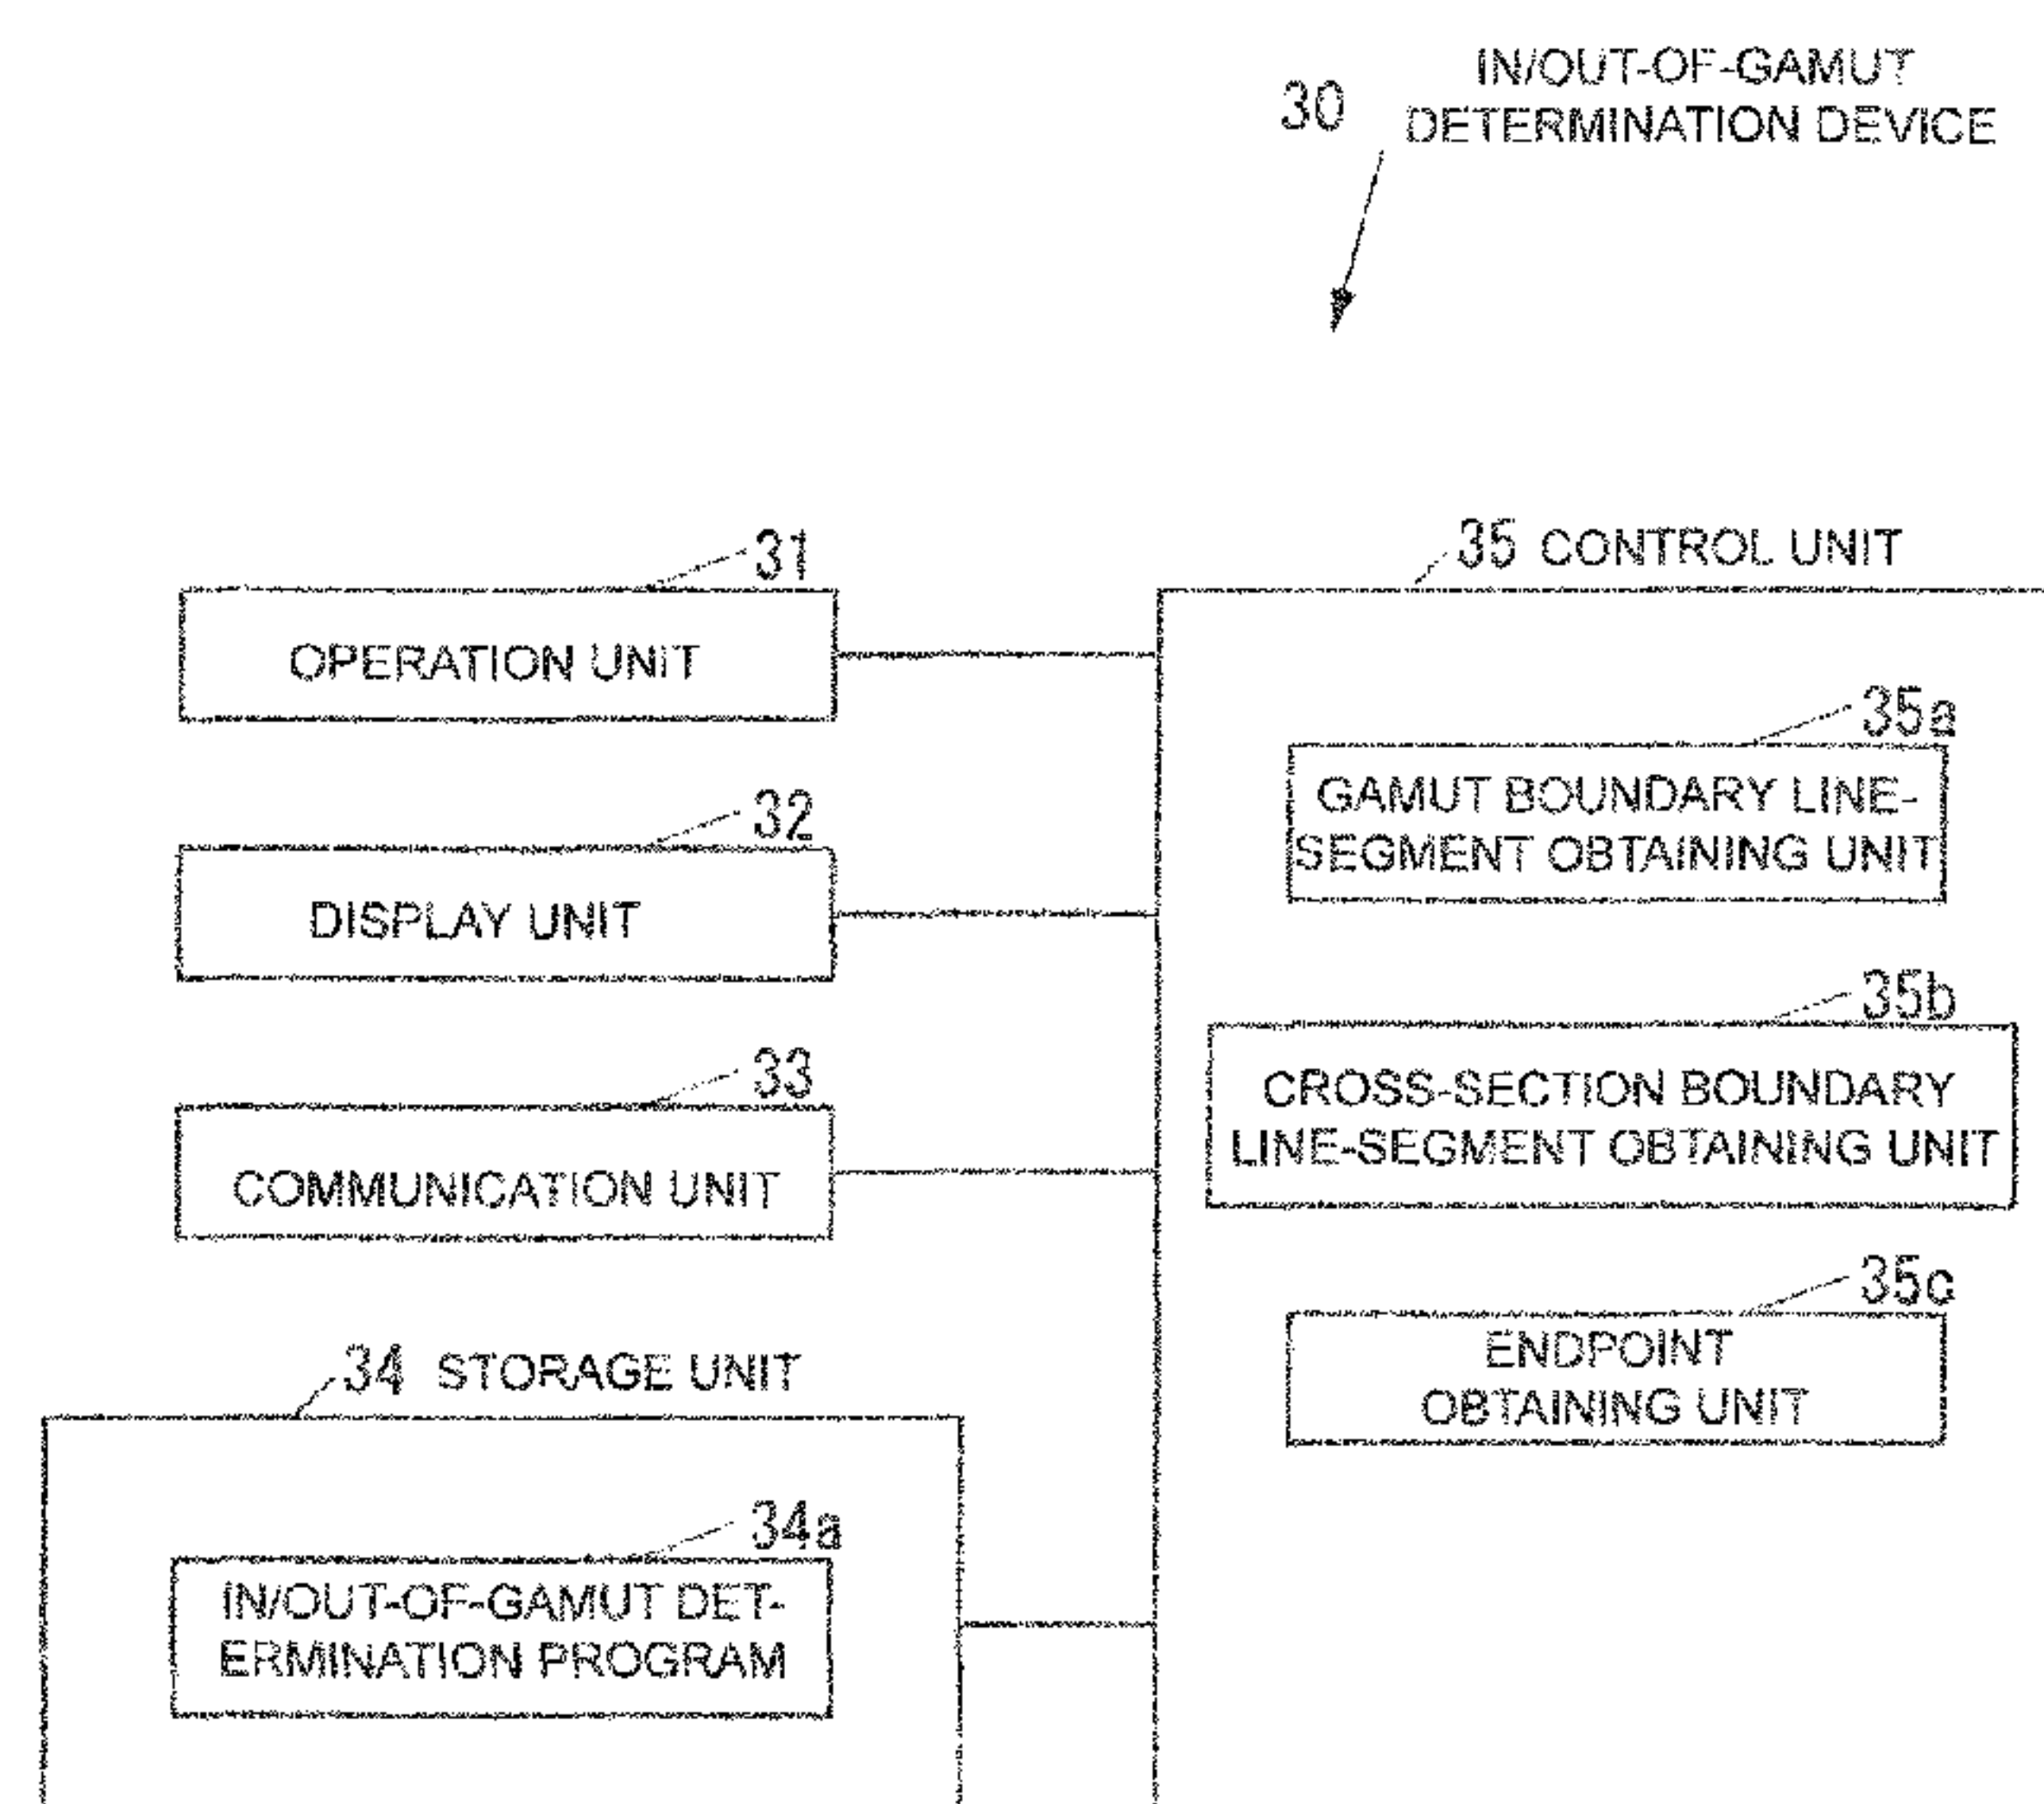 IN/OUT-OF-GAMUT
30 DETERMINATION DEVICE
31
OPERATION UNIT
32
DISPLAY UNIT
33
COMMUNICATION UNIT
34 STORAGE UNIT
34a
IN/OUT-OF-GAMUT DET-
ERMINATION PROGRAM
35 CONTROL UNIT
35a
GAMUT BOUNDARY LINE-
SEGMENT OBTAINING UNIT
35b
CROSS-SECTION BOUNDARY
LINE-SEGMENT OBTAINING UNIT
35c
ENDPOINT
OBTAINING UNIT